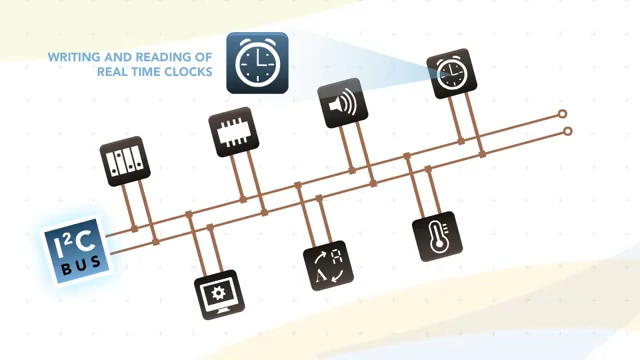 WRITING AND READING OF
REAL TIME CLOCKS
I²C
BUS